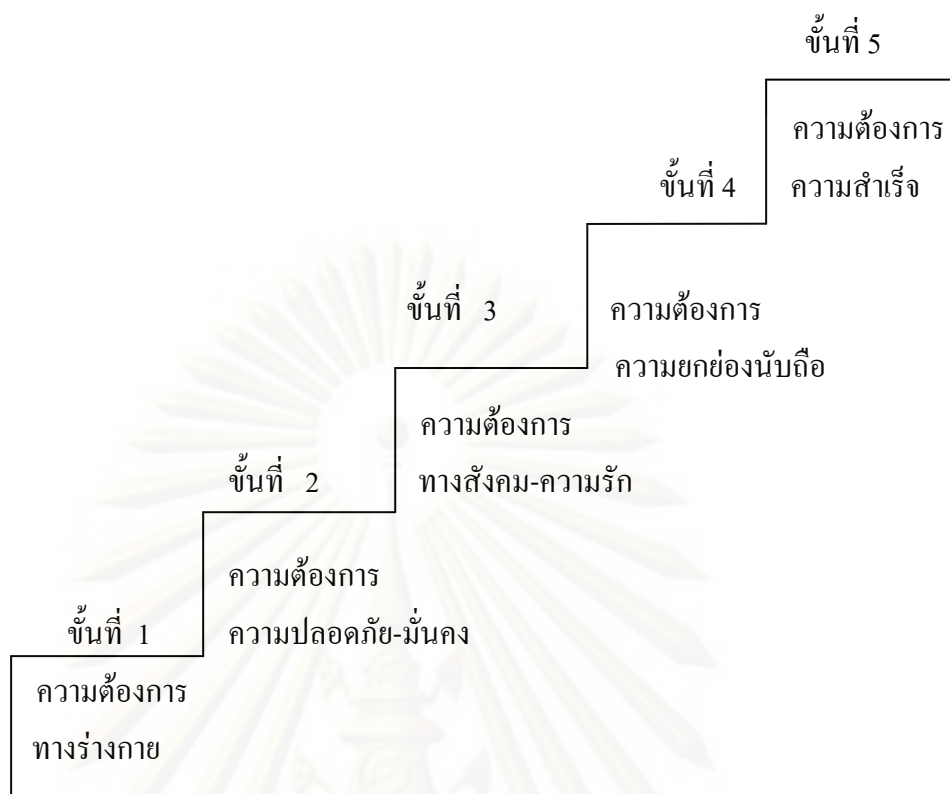 ขั้นที่ 5
ความต้องการ
ความสำเร็จ
ขั้นที่ 4
ความต้องการ
ความยกย่องนับถือ
ขั้นที่ 3
ความต้องการ
ทางสังคม-ความรัก
ขั้นที่ 2
ความต้องการ
ความปลอดภัย-มั่นคง
ขั้นที่ 1
ความต้องการ
ทางร่างกาย